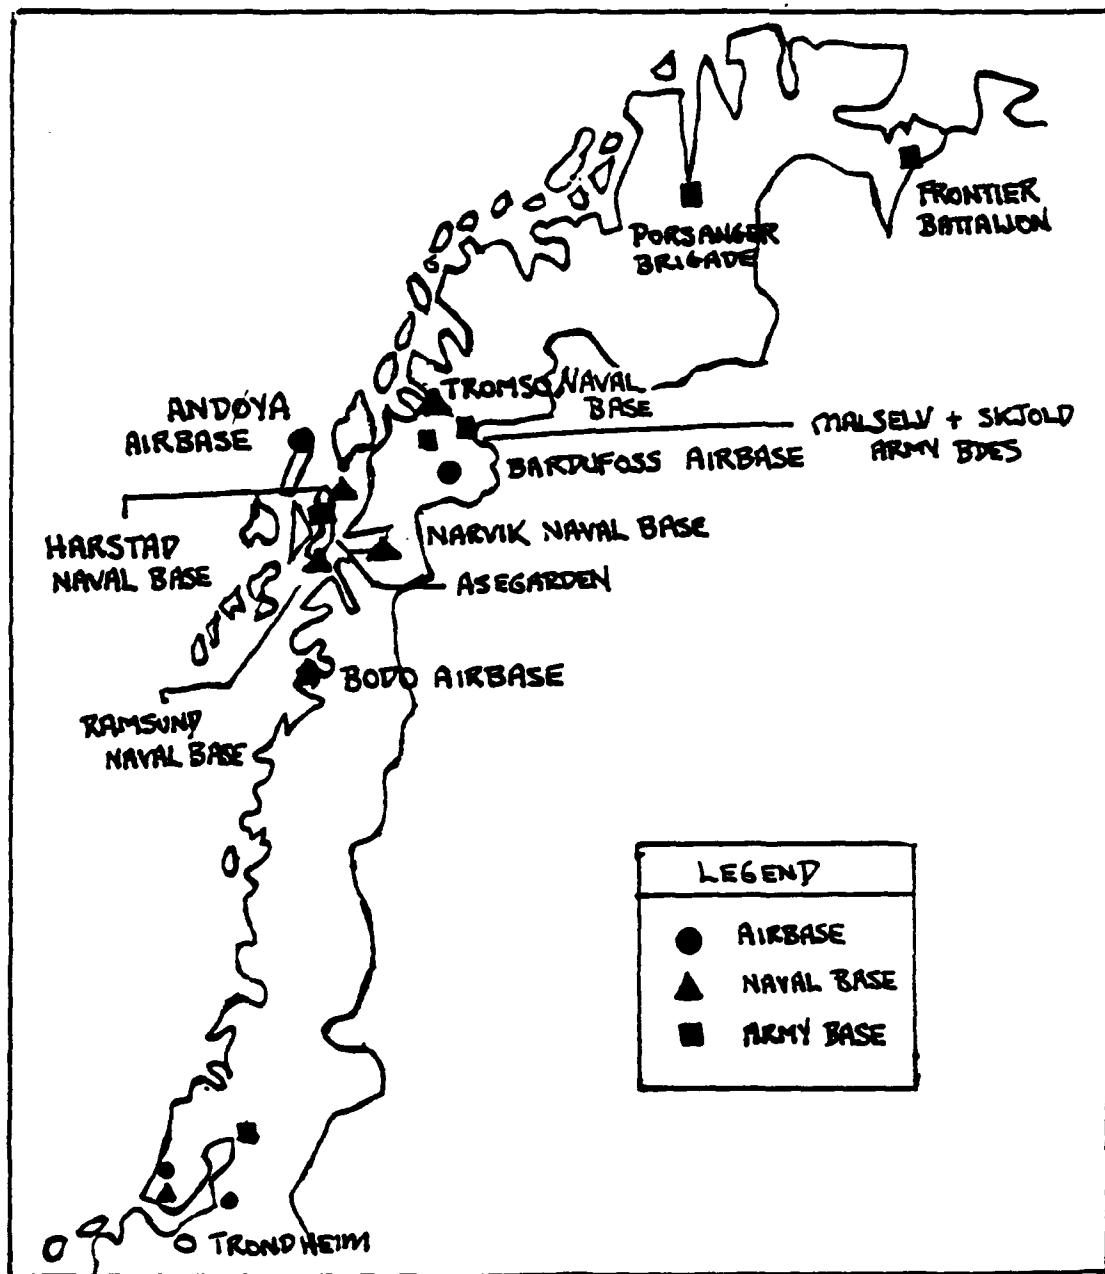 FRONTIER
BATTALION
PORSANGER
BRIGADE
TROMSO NAVAL
BASE
ANDØYA
AIRBASE
MALSELV + SKJOLD
ARMY BDES
BARDUFOSS AIRBASE
HARSTAD
NAVAL BASE
NARVIK NAVAL BASE
ASEGARDEN
BODO AIRBASE
RAMSUND
NAVAL BASE
LEGEND
AIRBASE
NAVAL BASE
ARMY BASE
TRONDHEIM